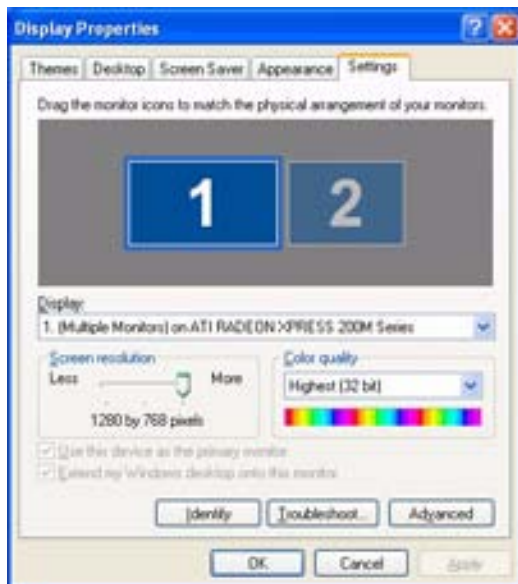 Display Properties
Themes Desktop Screen Saver Appearance Settings
Drag the monitor icons to match the physical arrangement of your monitors.
1 2
Display:
1. (Multiple Monitors) on ATI RADEON XPRESS 200M Series
Screen resolution
Less More
1280 by 768 pixels
Color quality
Highest (32 bit)
Use this device as the primary monitor.
Extend my Windows desktop onto this monitor.
Identify Troubleshoot... Advanced
OK Cancel Apply